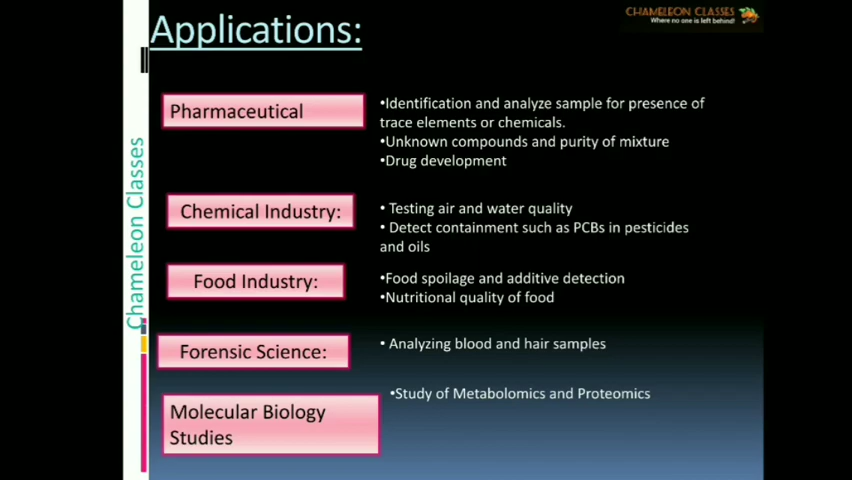 Applications:
CHAMELEON CLASSES
Where no one is left behind!
Chameleon Classes
Pharmaceutical
•Identification and analyze sample for presence of
trace elements or chemicals.
•Unknown compounds and purity of mixture
•Drug development
Chemical Industry:
• Testing air and water quality
• Detect containment such as PCBs in pesticides
and oils
Food Industry:
•Food spoilage and additive detection
•Nutritional quality of food
Forensic Science:
• Analyzing blood and hair samples
Molecular Biology
Studies
•Study of Metabolomics and Proteomics